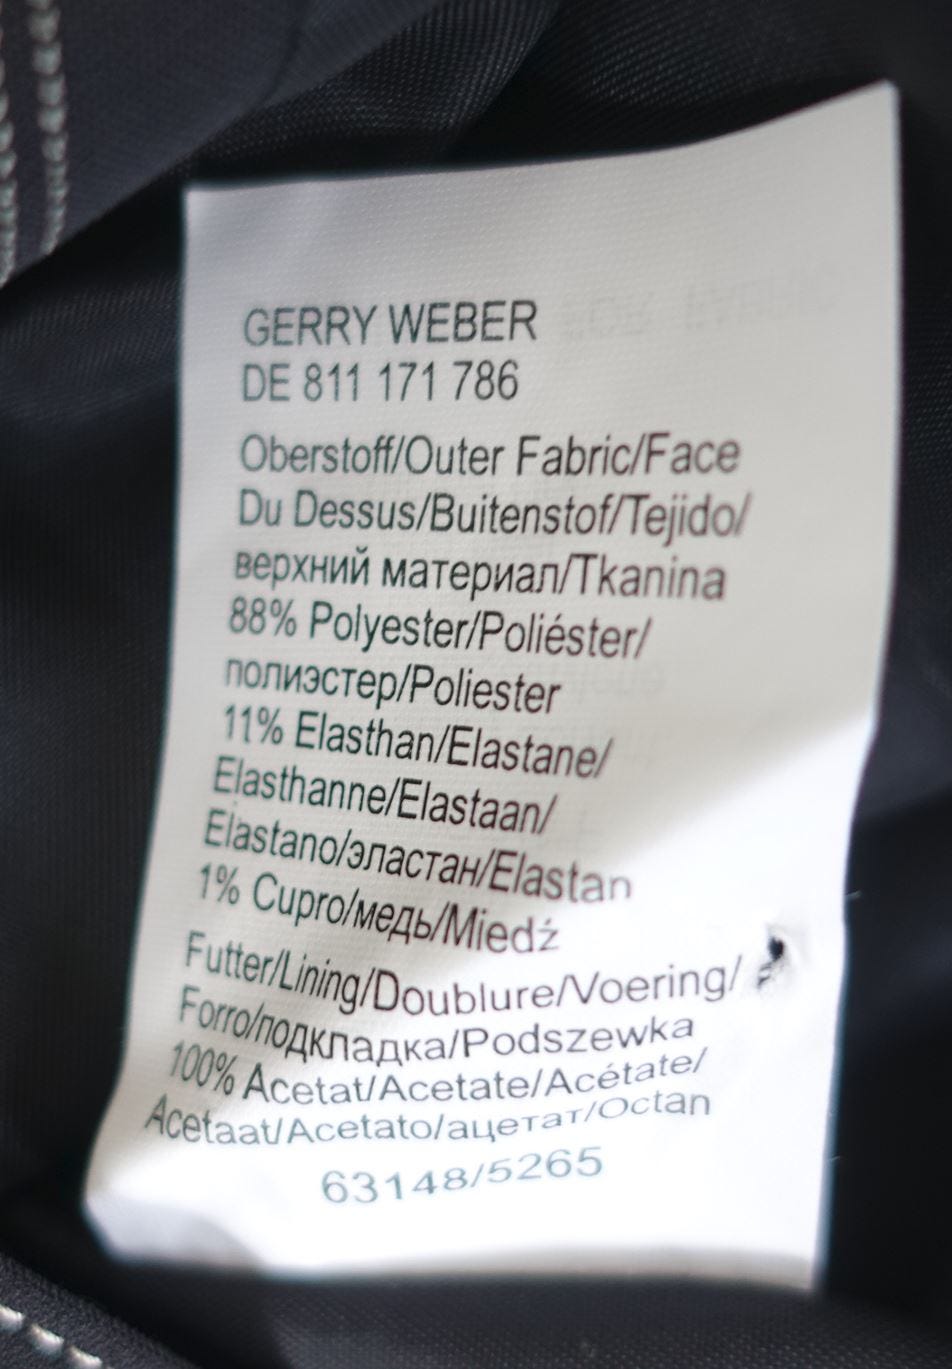 GERRY WEBER
DE 811 171 786
Oberstoff/Outer Fabric/Face
Du Dessus/Buitenstof/Tejido/
верхний материал/Tkanina
88% Polyester/Poliéster/
полиэстер/Poliester
11% Elasthan/Elastane/
Elasthanne/Elastaan/
Elastano/эластан/Elastan
1% Cupro/медь/Miedź
Futter/Lining/Doublure/Voering/
Forro/подкладка/Podszewka
100% Acetat/Acetate/Acétate/
Acetaat/Acetato/ацетат/Octan
63148/5265